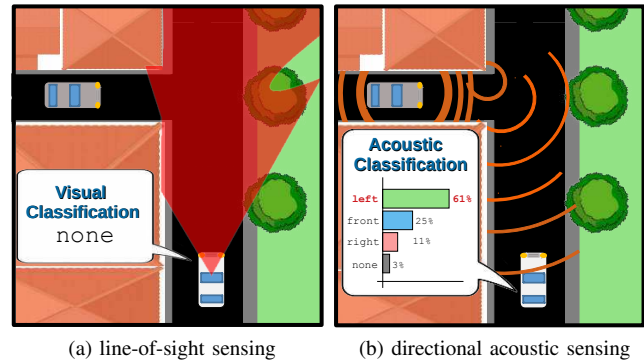 Visual
Classification
none
Acoustic
Classification
left 61%
front 25%
right 11%
none 3%
(a) line-of-sight sensing
(b) directional acoustic sensing